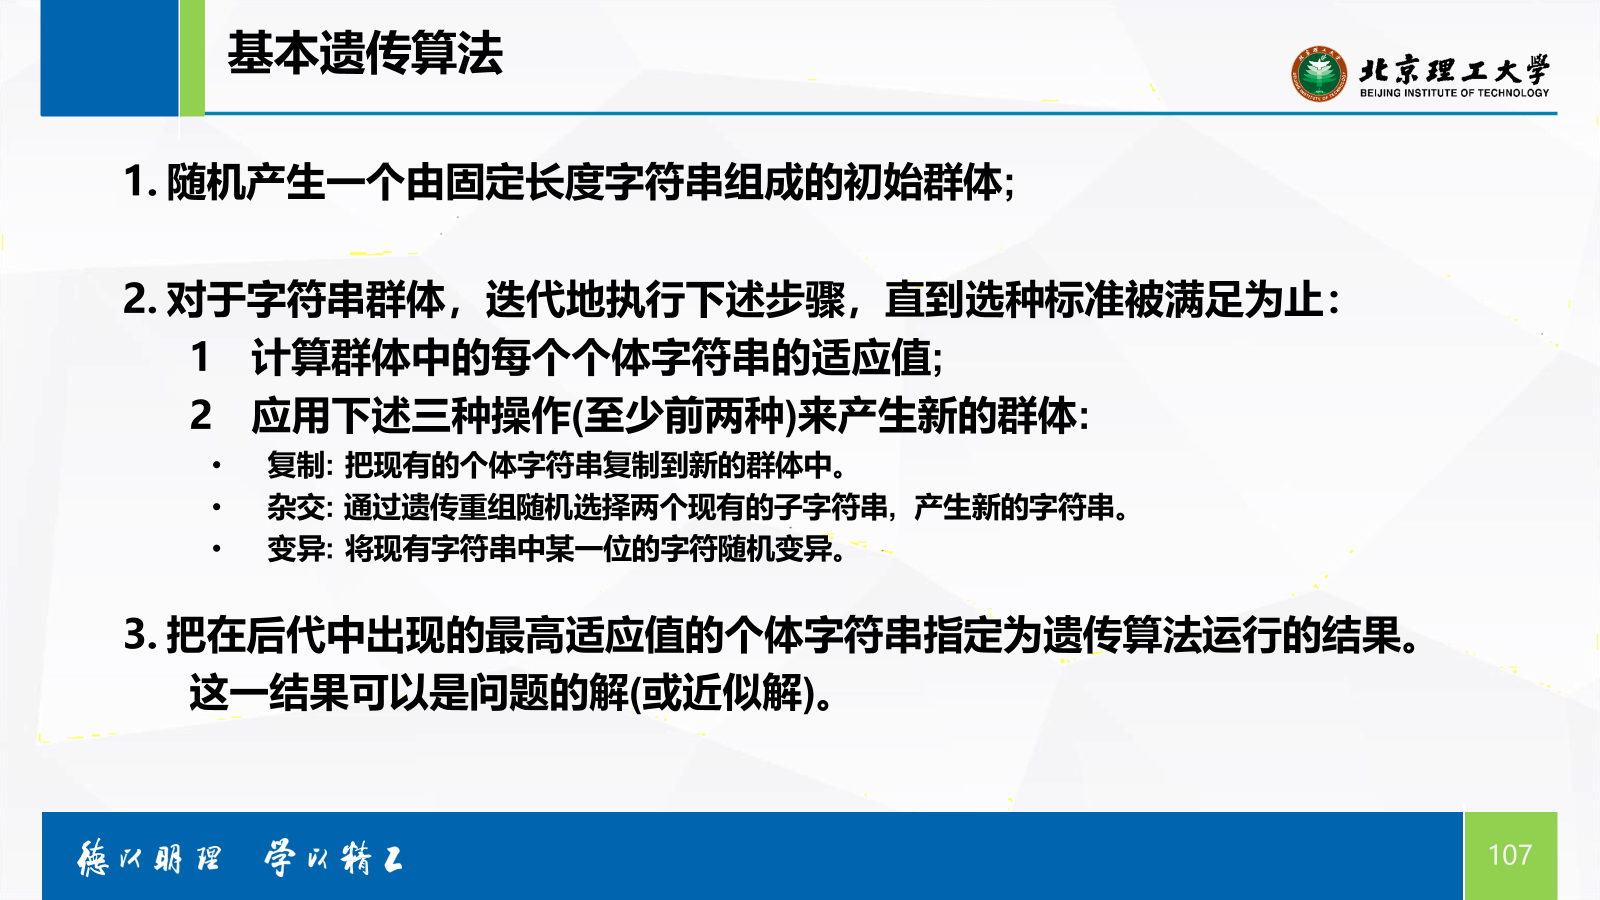 基本遗传算法
北京理工大学
BEIJING INSTITUTE OF TECHNOLOGY
1. 随机产生一个由固定长度字符串组成的初始群体;
2. 对于字符串群体，迭代地执行下述步骤，直到选种标准被满足为止：
1 计算群体中的每个个体字符串的适应值;
2 应用下述三种操作(至少前两种)来产生新的群体:
• 复制: 把现有的个体字符串复制到新的群体中。
• 杂交: 通过遗传重组随机选择两个现有的子字符串，产生新的字符串。
• 变异: 将现有字符串中某一位的字符随机变异。
3. 把在后代中出现的最高适应值的个体字符串指定为遗传算法运行的结果。
这一结果可以是问题的解(或近似解)。
德以明理 学以精工
107